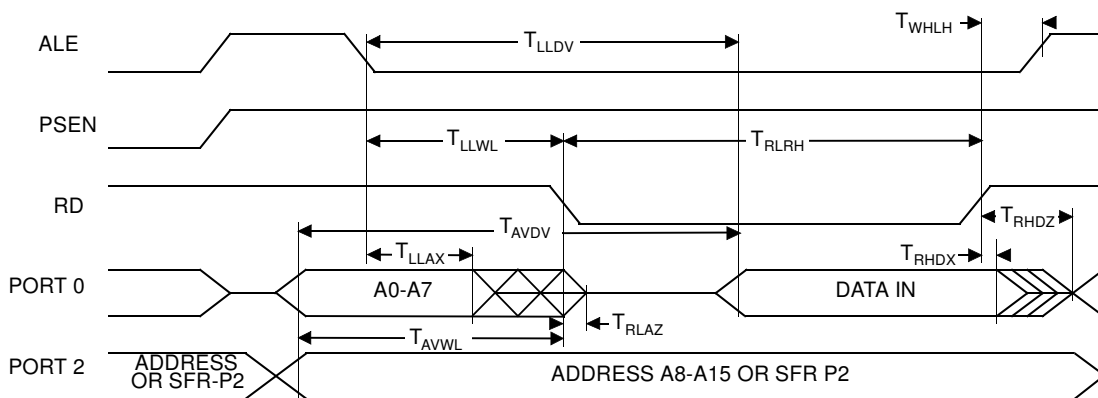 T_WHLH
ALE
T_LLDV
PSEN
T_LLWL
T_RLRH
RD
T_AVDV
T_RHDZ
T_LLAX
T_RHDX
PORT 0
A0-A7
DATA IN
T_RLAZ
T_AVWL
PORT 2
ADDRESS
OR SFR-P2
ADDRESS A8-A15 OR SFR P2